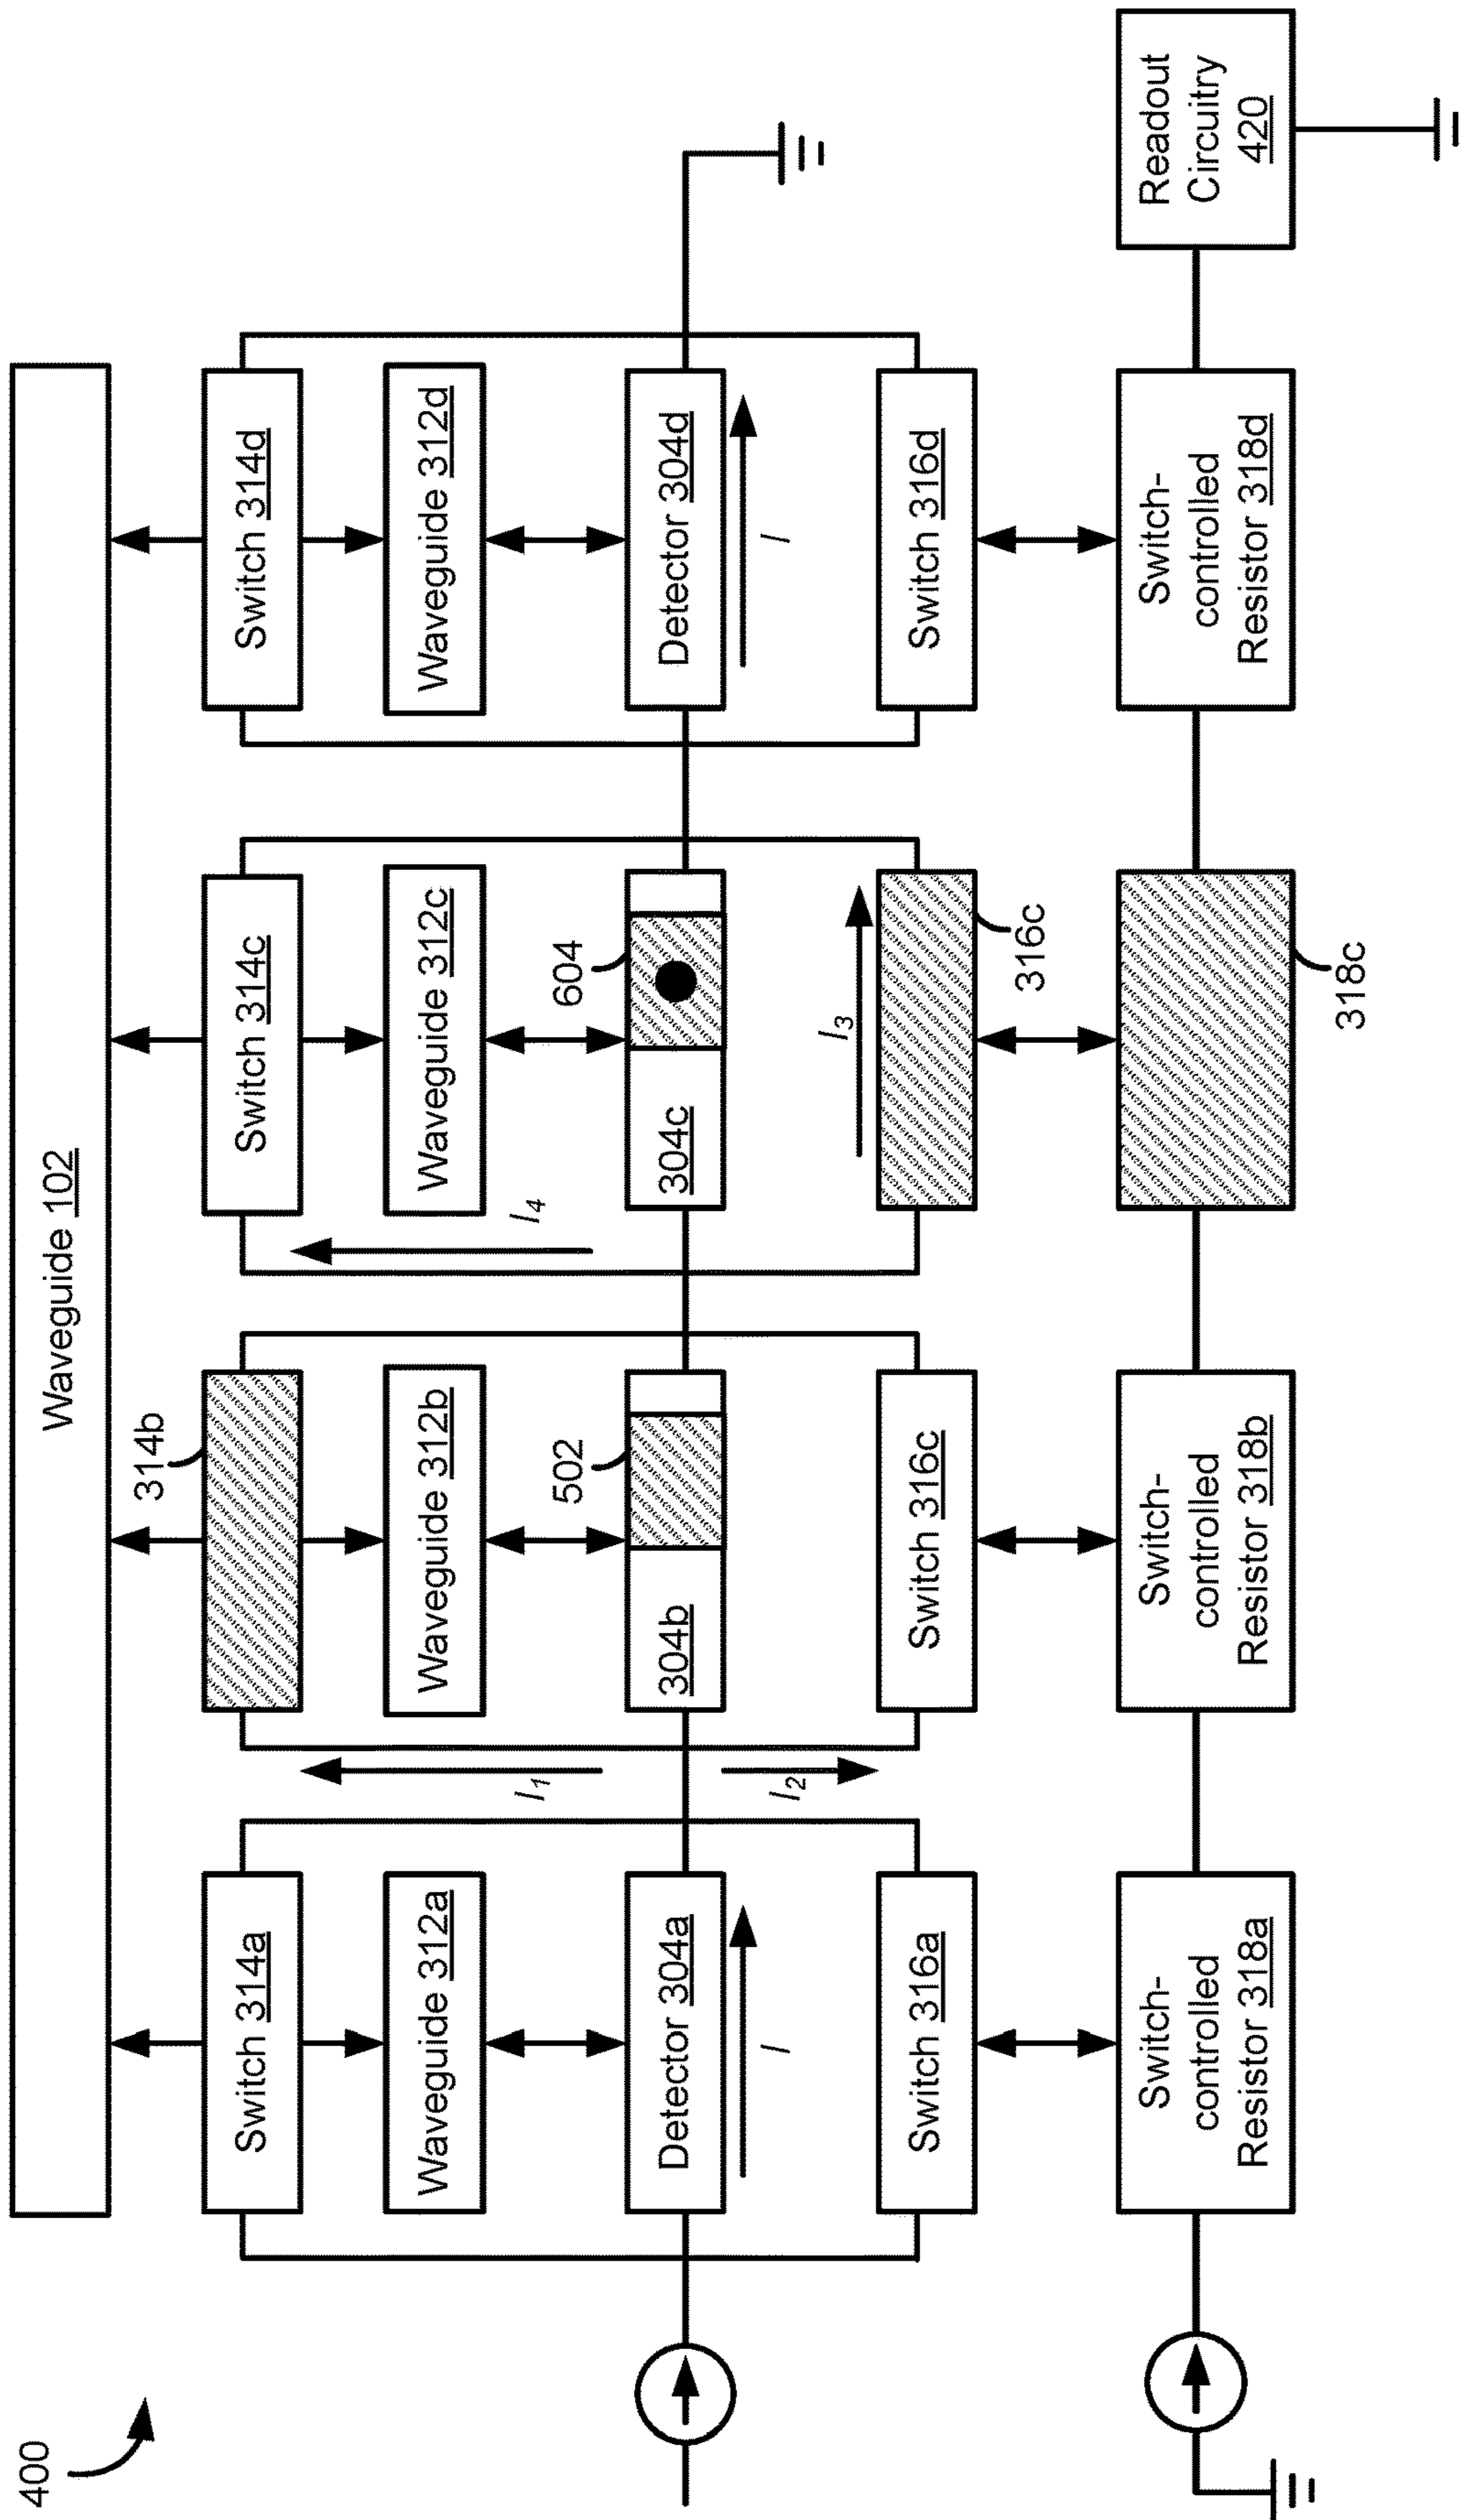 400
Waveguide 102
Switch 314a
314b
Switch 314c
Switch 314d
Waveguide 312a
Waveguide 312b
Waveguide 312c
Waveguide 312d
I1
I4
502
604
Detector 304a
304b
304c
Detector 304d
I
I2
I3
I
Switch 316a
Switch 316c
316c
Switch 316d
Switch-
controlled
Resistor 318a
Switch-
controlled
Resistor 318b
318c
Switch-
controlled
Resistor 318d
Readout
Circuitry
420